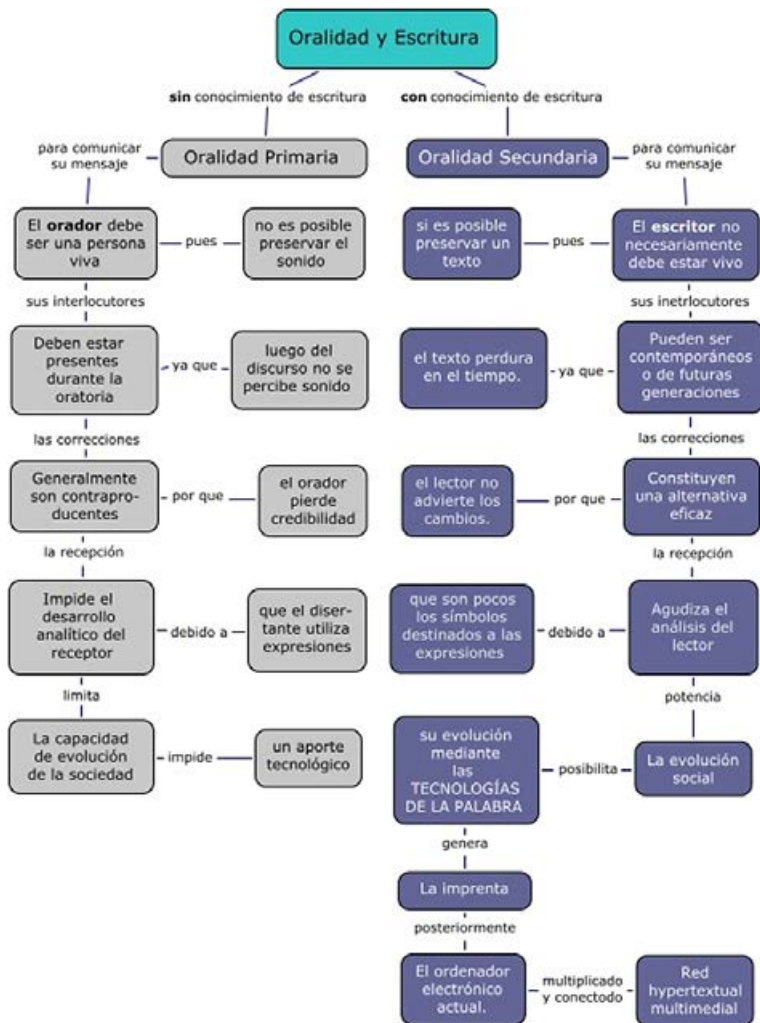 Oralidad y Escritura
sin conocimiento de escritura
con conocimiento de escritura
para comunicar
su mensaje
Oralidad Primaria
Oralidad Secundaria
para comunicar
su mensaje
El orador debe
ser una persona
viva
pues
no es posible
preservar el
sonido
si es posible
preservar un
texto
pues
El escritor no
necesariamente
debe estar vivo
sus interlocutores
sus inetrlocutores
Deben estar
presentes
durante la
oratoria
ya que
luego del
discurso no se
percibe sonido
el texto perdura
en el tiempo.
ya que
Pueden ser
contemporáneos
o de futuras
generaciones
las correcciones
las correcciones
Generalmente
son contrapro-
ducentes
por que
el orador
pierde
credibilidad
el lector no
advierte los
cambios.
por que
Constituyen
una alternativa
eficaz
la recepción
la recepción
Impide el
desarrollo
analítico del
receptor
debido a
que el diser-
tante utiliza
expresiones
que son pocos
los símbolos
destinados a las
expresiones
debido a
Agudiza el
análisis del
lector
limita
potencia
La capacidad
de evolución
de la sociedad
impide
un aporte
tecnológico
su evolución
mediante
las
TECNOLOGÍAS
DE LA PALABRA
posibilita
La evolución
social
genera
La imprenta
posteriormente
El ordenador
electrónico
actual.
multiplicado
y conectodo
Red
hypertextual
multimedial